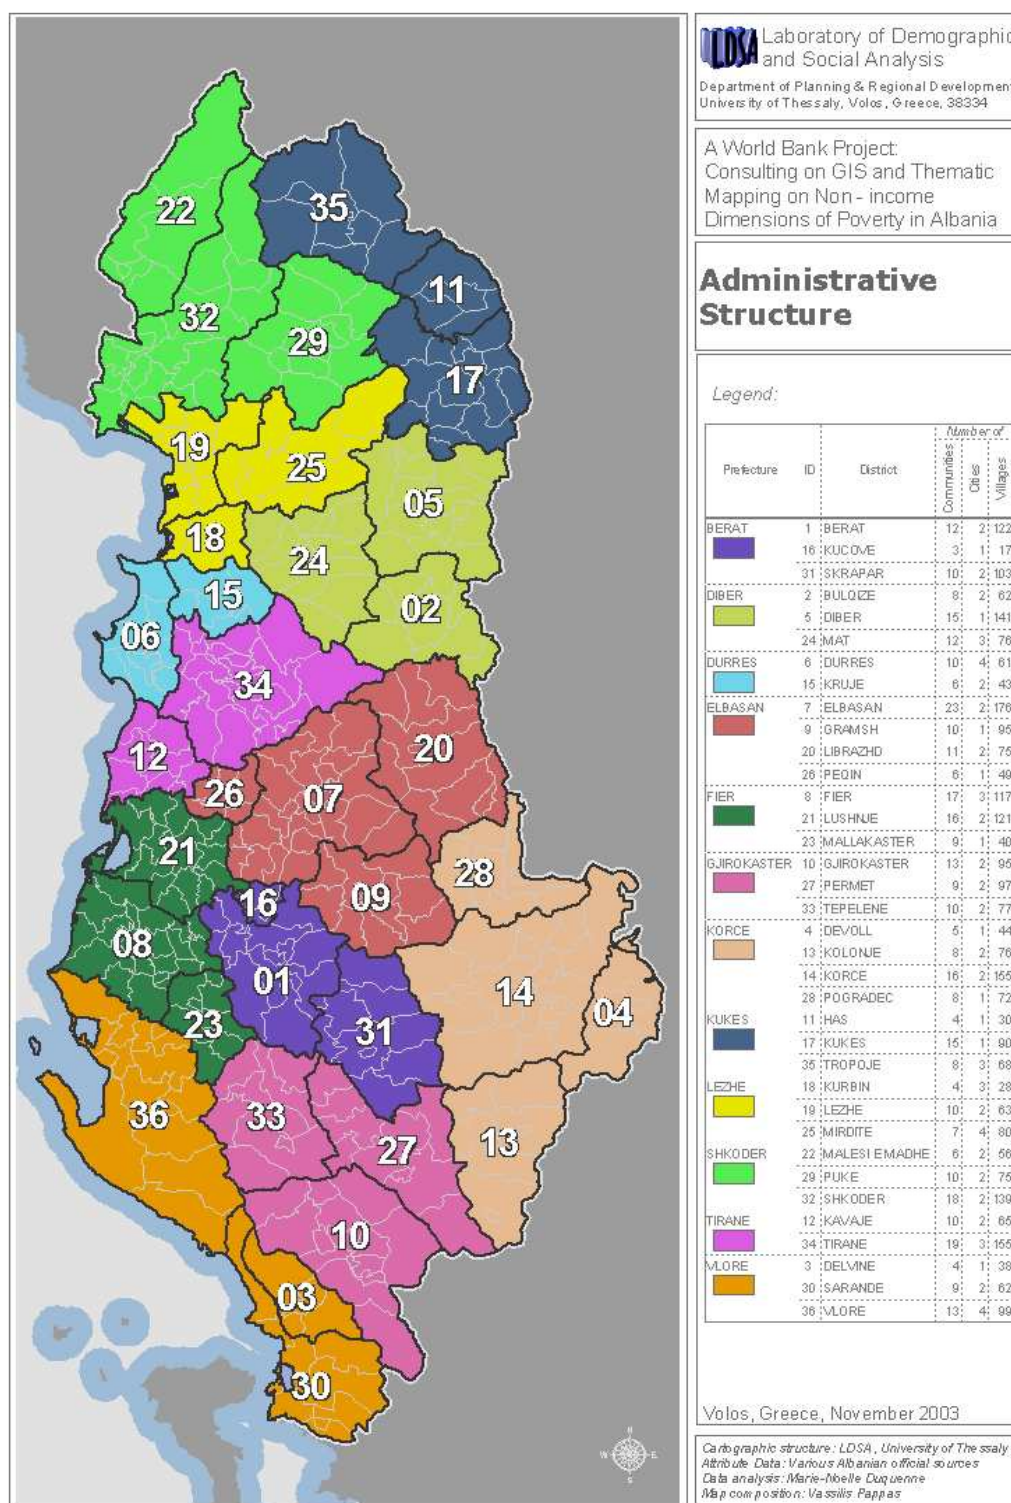 LDSA
Laboratory of Demographic
and Social Analysis
Department of Planning & Regional Development
University of Thessaly, Volos, Greece, 38334
A World Bank Project:
Consulting on GIS and Thematic
Mapping on Non - income
Dimensions of Poverty in Albania
Administrative
Structure
Legend:
Number of
Prefecture ID District Communities Cities Villages
BERAT 1 BERAT 12 2 122
16 KUCOVE 3 1 17
31 SKRAPAR 10 2 103
DIBER 2 BULQIZE 8 2 62
5 DIBER 15 1 141
24 MAT 12 3 76
DURRES 6 DURRES 10 4 61
15 KRUJE 6 2 43
ELBASAN 7 ELBASAN 23 2 176
9 GRAMSH 10 1 95
20 LIBRAZHD 11 2 75
26 PEQIN 6 1 49
FIER 8 FIER 17 3 117
21 LUSHNJE 16 2 121
23 MALLAKASTER 9 1 40
GJIROKASTER 10 GJIROKASTER 13 2 95
27 PERMET 9 2 97
33 TEPELENE 10 2 77
KORCE 4 DEVOLL 5 1 44
13 KOLONJE 8 2 76
14 KORCE 16 2 155
28 POGRADEC 8 1 72
KUKES 11 HAS 4 1 30
17 KUKES 15 1 90
35 TROPOJE 8 3 68
LEZHE 18 KURBIN 4 3 28
19 LEZHE 10 2 63
25 MIRDITE 7 4 80
SHKODER 22 MALESI E MADHE 6 2 56
29 PUKE 10 2 75
32 SHKODER 18 2 139
TIRANE 12 KAVAJE 10 2 65
34 TIRANE 19 3 155
VLORE 3 DELVINE 4 1 38
30 SARANDE 9 2 62
36 VLORE 13 4 99
Volos, Greece, November 2003
Cartographic structure: LDSA, University of Thessaly
Attribute Data: Various Albanian official sources
Data analysis: Marie-Noelle Duquenne
Map composition: Vassilis Pappas
22
35
11
32
29
17
19
25
05
18
24
15
02
06
34
12
20
26
07
21
28
16
09
08
01
14
04
23
31
36
33
27
13
10
03
30
N
W E
S